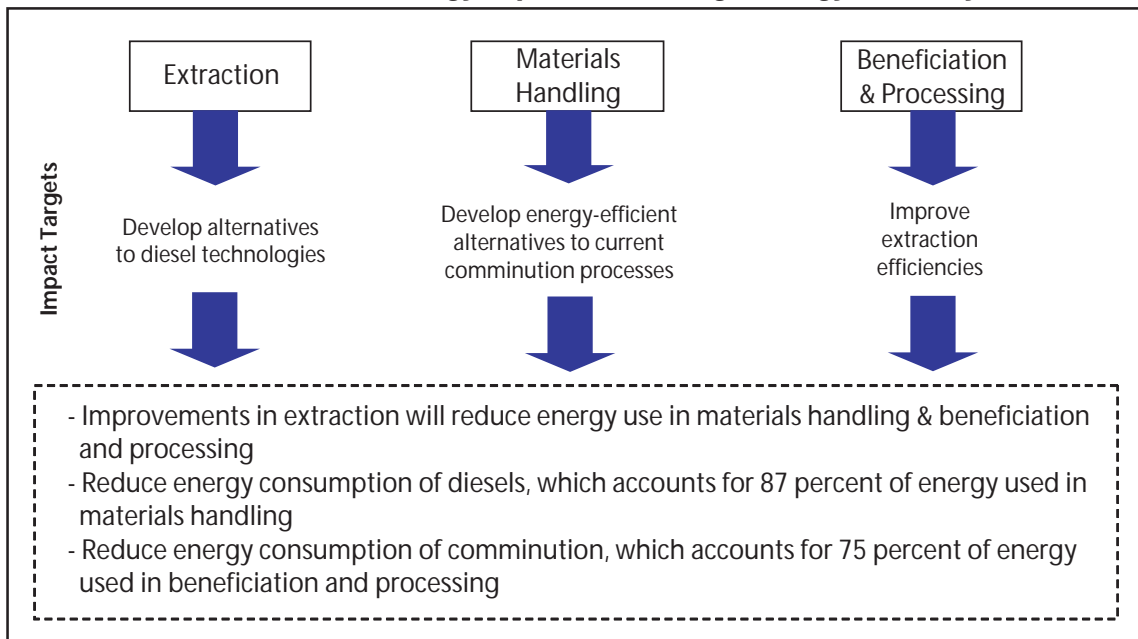 Extraction
Materials
Handling
Beneficiation
& Processing
Impact Targets
Develop alternatives
to diesel technologies
Develop energy-efficient
alternatives to current
comminution processes
Improve
extraction
efficiencies
- Improvements in extraction will reduce energy use in materials handling & beneficiation
and processing
- Reduce energy consumption of diesels, which accounts for 87 percent of energy used in
materials handling
- Reduce energy consumption of comminution, which accounts for 75 percent of energy
used in beneficiation and processing